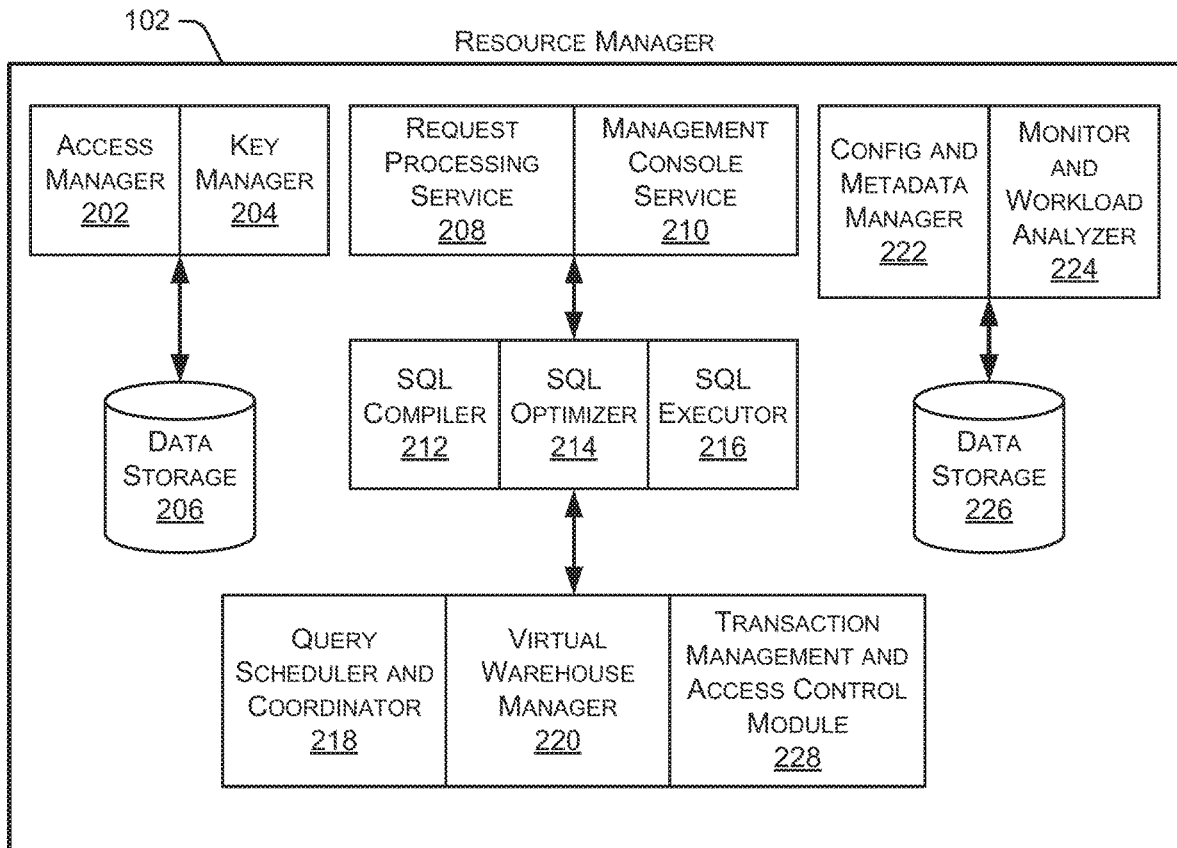 102
RESOURCE MANAGER
ACCESS
MANAGER
202
KEY
MANAGER
204
REQUEST
PROCESSING
SERVICE
208
MANAGEMENT
CONSOLE
SERVICE
210
CONFIG AND
METADATA
MANAGER
222
MONITOR
AND
WORKLOAD
ANALYZER
224
SQL
COMPILER
212
SQL
OPTIMIZER
214
SQL
EXECUTOR
216
DATA
STORAGE
206
DATA
STORAGE
226
QUERY
SCHEDULER AND
COORDINATOR
218
VIRTUAL
WAREHOUSE
MANAGER
220
TRANSACTION
MANAGEMENT AND
ACCESS CONTROL
MODULE
228